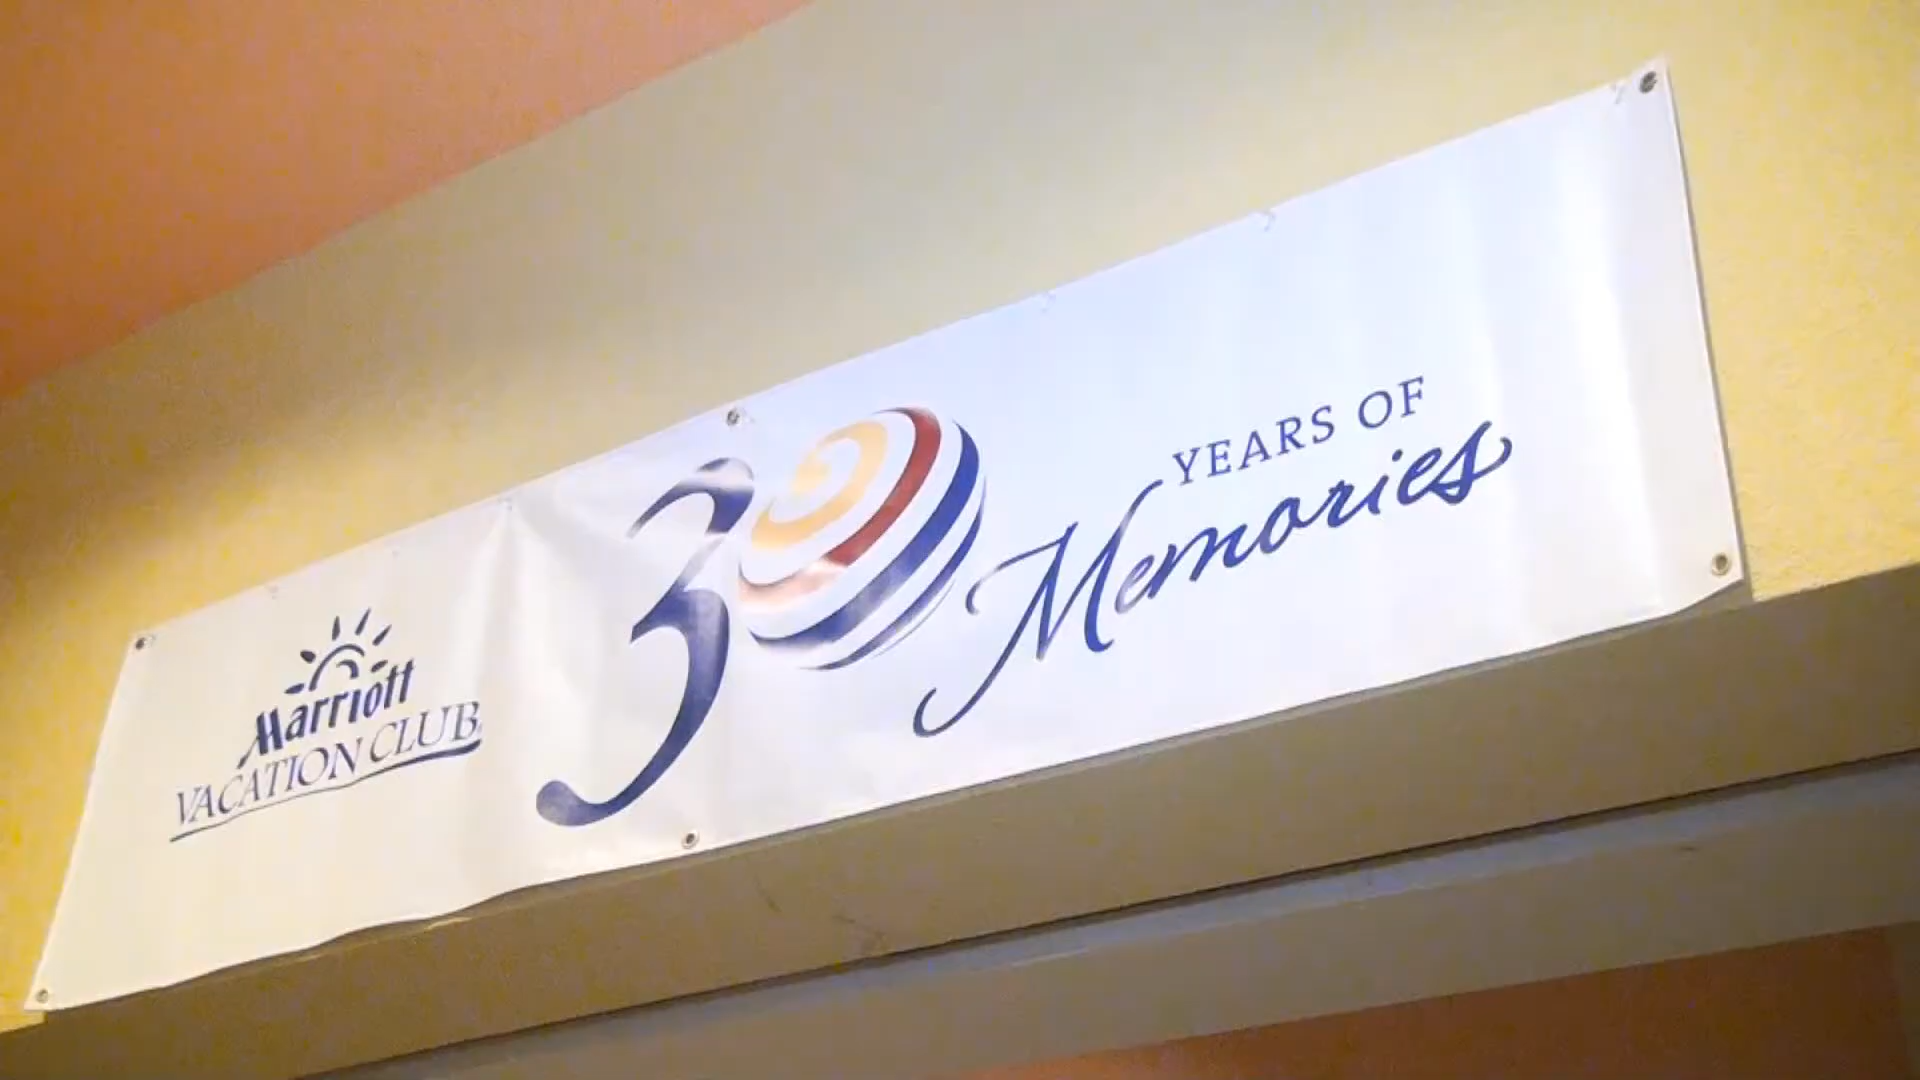 Marriott
VACATION CLUB
30
YEARS OF
Memories